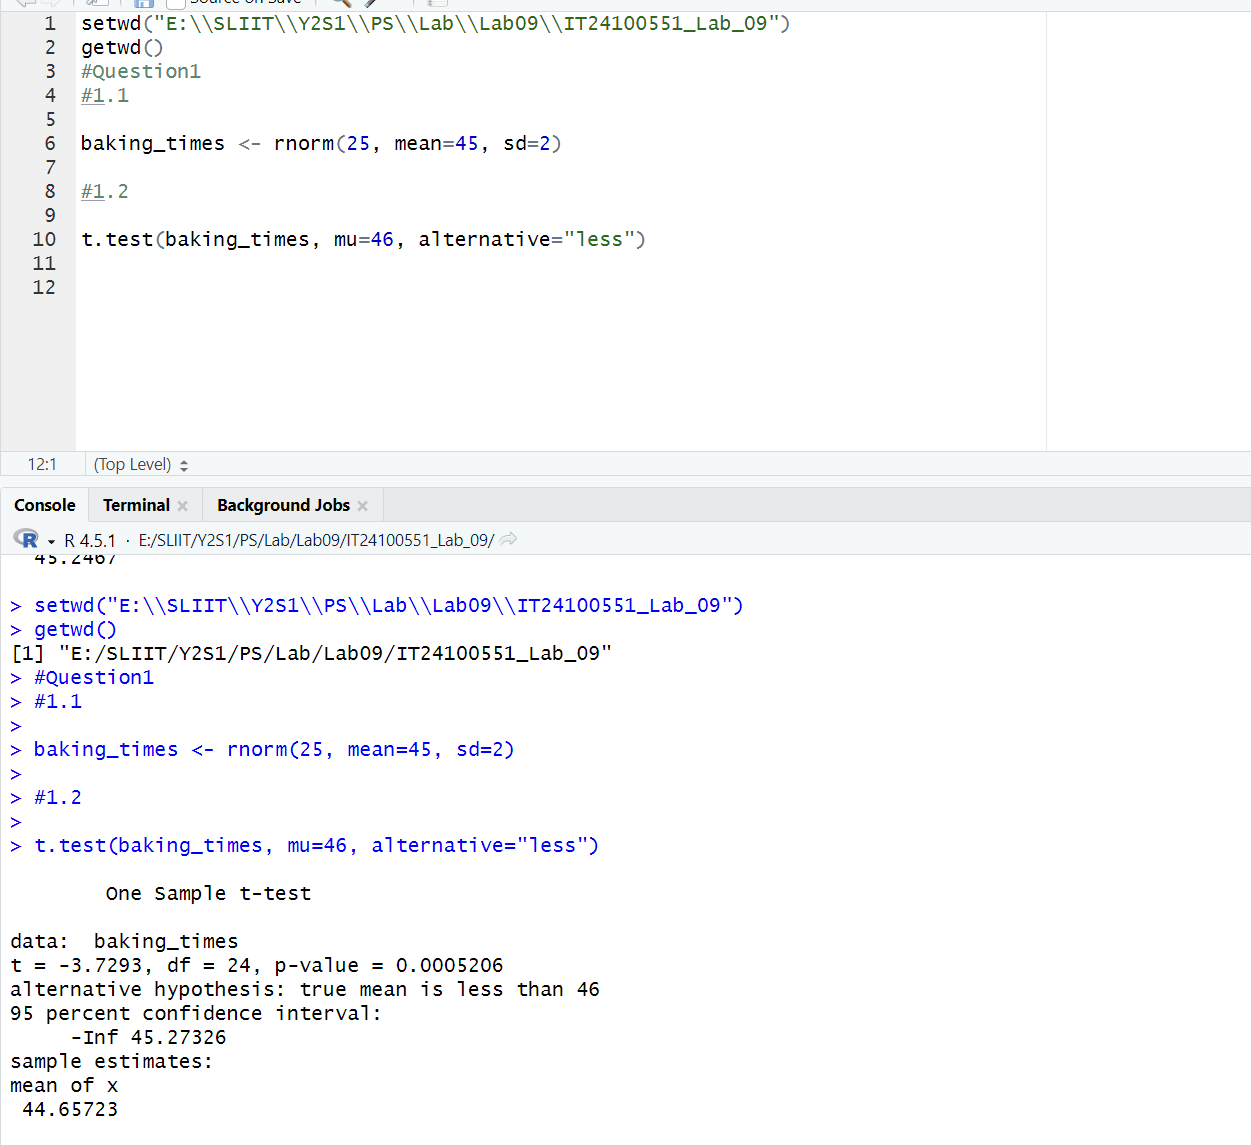 Source on Save
1 setwd("E:\\SLIIT\\Y2S1\\PS\\Lab\\Lab09\\IT24100551_Lab_09")
2 getwd()
3 #Question1
4 #1.1
5
6 baking_times <- rnorm(25, mean=45, sd=2)
7
8 #1.2
9
10 t.test(baking_times, mu=46, alternative="less")
11
12
12:1 (Top Level)
Console Terminal Background Jobs
R R 4.5.1 · E:/SLIIT/Y2S1/PS/Lab/Lab09/IT24100551_Lab_09/
45.2467
> setwd("E:\\SLIIT\\Y2S1\\PS\\Lab\\Lab09\\IT24100551_Lab_09")
> getwd()
[1] "E:/SLIIT/Y2S1/PS/Lab/Lab09/IT24100551_Lab_09"
> #Question1
> #1.1
>
> baking_times <- rnorm(25, mean=45, sd=2)
>
> #1.2
>
> t.test(baking_times, mu=46, alternative="less")
One Sample t-test
data:  baking_times
t = -3.7293, df = 24, p-value = 0.0005206
alternative hypothesis: true mean is less than 46
95 percent confidence interval:
-Inf 45.27326
sample estimates:
mean of x
44.65723